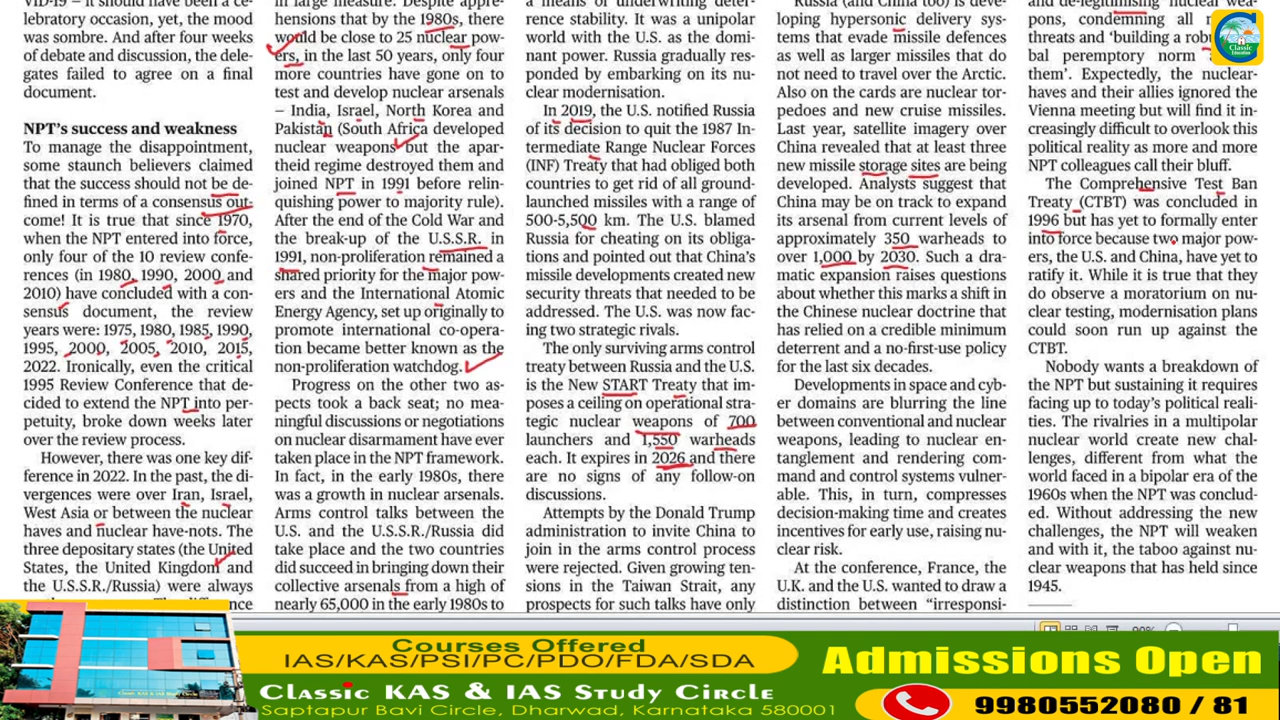 VID-19 – it should have been a ce-
lebratory occasion, yet, the mood
was sombre. And after four weeks
of debate and discussion, the dele-
gates failed to agree on a final
document.
NPT's success and weakness
To manage the disappointment,
some staunch believers claimed
that the success should not be de-
fined in terms of a consensus out-
come! It is true that since 1970,
when the NPT entered into force,
only four of the 10 review confe-
rences (in 1980, 1990, 2000 and
2010) have concluded with a con-
sensus document, the review
years were: 1975, 1980, 1985, 1990,
1995, 2000, 2005, 2010, 2015,
2022. Ironically, even the critical
1995 Review Conference that de-
cided to extend the NPT into per-
petuity, broke down weeks later
over the review process.
However, there was one key dif-
ference in 2022. In the past, the di-
vergences were over Iran, Israel,
West Asia or between the nuclear
haves and nuclear have-nots. The
three depositary states (the United
States, the United Kingdom and
the U.S.S.R./Russia) were always
in large measure. Despite appre-
hensions that by the 1980s, there
would be close to 25 nuclear pow-
ers, in the last 50 years, only four
more countries have gone on to
test and develop nuclear arsenals
– India, Israel, North Korea and
Pakistan (South Africa developed
nuclear weapons but the apar-
theid regime destroyed them and
joined NPT in 1991 before relin-
quishing power to majority rule).
After the end of the Cold War and
the break-up of the U.S.S.R. in
1991, non-proliferation remained a
shared priority for the major pow-
ers and the International Atomic
Energy Agency, set up originally to
promote international co-opera-
tion became better known as the
non-proliferation watchdog.
Progress on the other two as-
pects took a back seat; no mea-
ningful discussions or negotiations
on nuclear disarmament have ever
taken place in the NPT framework.
In fact, in the early 1980s, there
was a growth in nuclear arsenals.
Arms control talks between the
U.S. and the U.S.S.R./Russia did
take place and the two countries
did succeed in bringing down their
collective arsenals from a high of
nearly 65,000 in the early 1980s to
a means of underwriting deter-
rence stability. It was a unipolar
world with the U.S. as the domi-
nant power. Russia gradually res-
ponded by embarking on its nu-
clear modernisation.
In 2019, the U.S. notified Russia
of its decision to quit the 1987 In-
termediate Range Nuclear Forces
(INF) Treaty that had obliged both
countries to get rid of all ground-
launched missiles with a range of
500-5,500 km. The U.S. blamed
Russia for cheating on its obliga-
tions and pointed out that China's
missile developments created new
security threats that needed to be
addressed. The U.S. was now fac-
ing two strategic rivals.
The only surviving arms control
treaty between Russia and the U.S.
is the New START Treaty that im-
poses a ceiling on operational stra-
tegic nuclear weapons of 700
launchers and 1,550 warheads
each. It expires in 2026 and there
are no signs of any follow-on
discussions.
Attempts by the Donald Trump
administration to invite China to
join in the arms control process
were rejected. Given growing ten-
sions in the Taiwan Strait, any
prospects for such talks have only
Russia (and China too) is deve-
loping hypersonic delivery sys-
tems that evade missile defences
as well as larger missiles that do
not need to travel over the Arctic.
Also on the cards are nuclear tor-
pedoes and new cruise missiles.
Last year, satellite imagery over
China revealed that at least three
new missile storage sites are being
developed. Analysts suggest that
China may be on track to expand
its arsenal from current levels of
approximately 350 warheads to
over 1,000 by 2030. Such a dra-
matic expansion raises questions
about whether this marks a shift in
the Chinese nuclear doctrine that
has relied on a credible minimum
deterrent and a no-first-use policy
for the last six decades.
Developments in space and cyb-
er domains are blurring the line
between conventional and nuclear
weapons, leading to nuclear en-
tanglement and rendering com-
mand and control systems vulner-
able. This, in turn, compresses
decision-making time and creates
incentives for early use, raising nu-
clear risk.
At the conference, France, the
U.K. and the U.S. wanted to draw a
distinction between "irresponsi-
and de-legitimising nuclear wea-
pons, condemning all
threats and 'building a
bal peremptory norm
them'. Expectedly, the nuclear-
haves and their allies ignored the
Vienna meeting but will find it in-
creasingly difficult to overlook this
political reality as more and more
NPT colleagues call their bluff.
The Comprehensive Test Ban
Treaty (CTBT) was concluded in
1996 but has yet to formally enter
into force because two major pow-
ers, the U.S. and China, have yet to
ratify it. While it is true that they
do observe a moratorium on nu-
clear testing, modernisation plans
could soon run up against the
CTBT.
Nobody wants a breakdown of
the NPT but sustaining it requires
facing up to today's political reali-
ties. The rivalries in a multipolar
nuclear world create new chal-
lenges, different from what the
world faced in a bipolar era of the
1960s when the NPT was conclud-
ed. Without addressing the new
challenges, the NPT will weaken
and with it, the taboo against nu-
clear weapons that has held since
1945.
Classic
Education
Courses Offered
IAS/KAS/PSI/PC/PDO/FDA/SDA
Classic KAS & IAS Study Circle
Saptapur Bavi Circle, Dharwad, Karnataka 580001
Admissions Open
9980552080 / 81